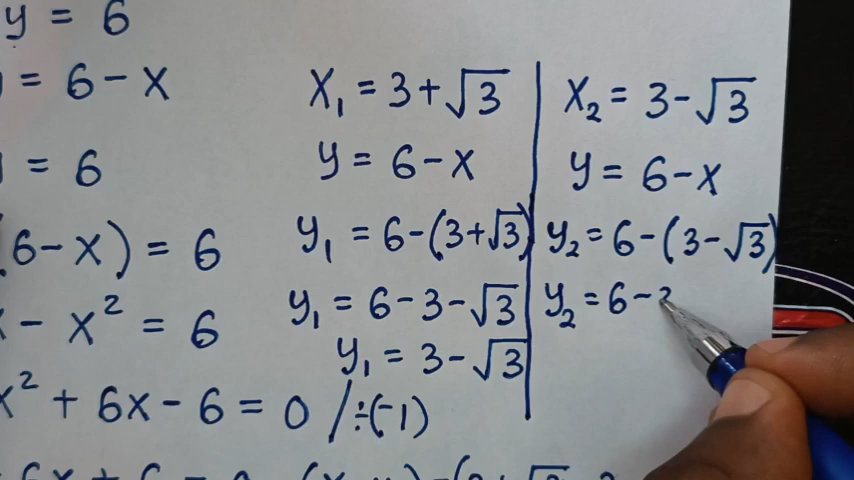 y = 6
= 6 - x
= 6
(6 - x) = 6
- x² = 6
x² + 6x - 6 = 0 /÷(-1)
x₁ = 3 + √3
y = 6 - x
y₁ = 6 - (3 + √3)
y₁ = 6 - 3 - √3
y₁ = 3 - √3
x₂ = 3 - √3
y = 6 - x
y₂ = 6 - (3 - √3)
y₂ = 6 -